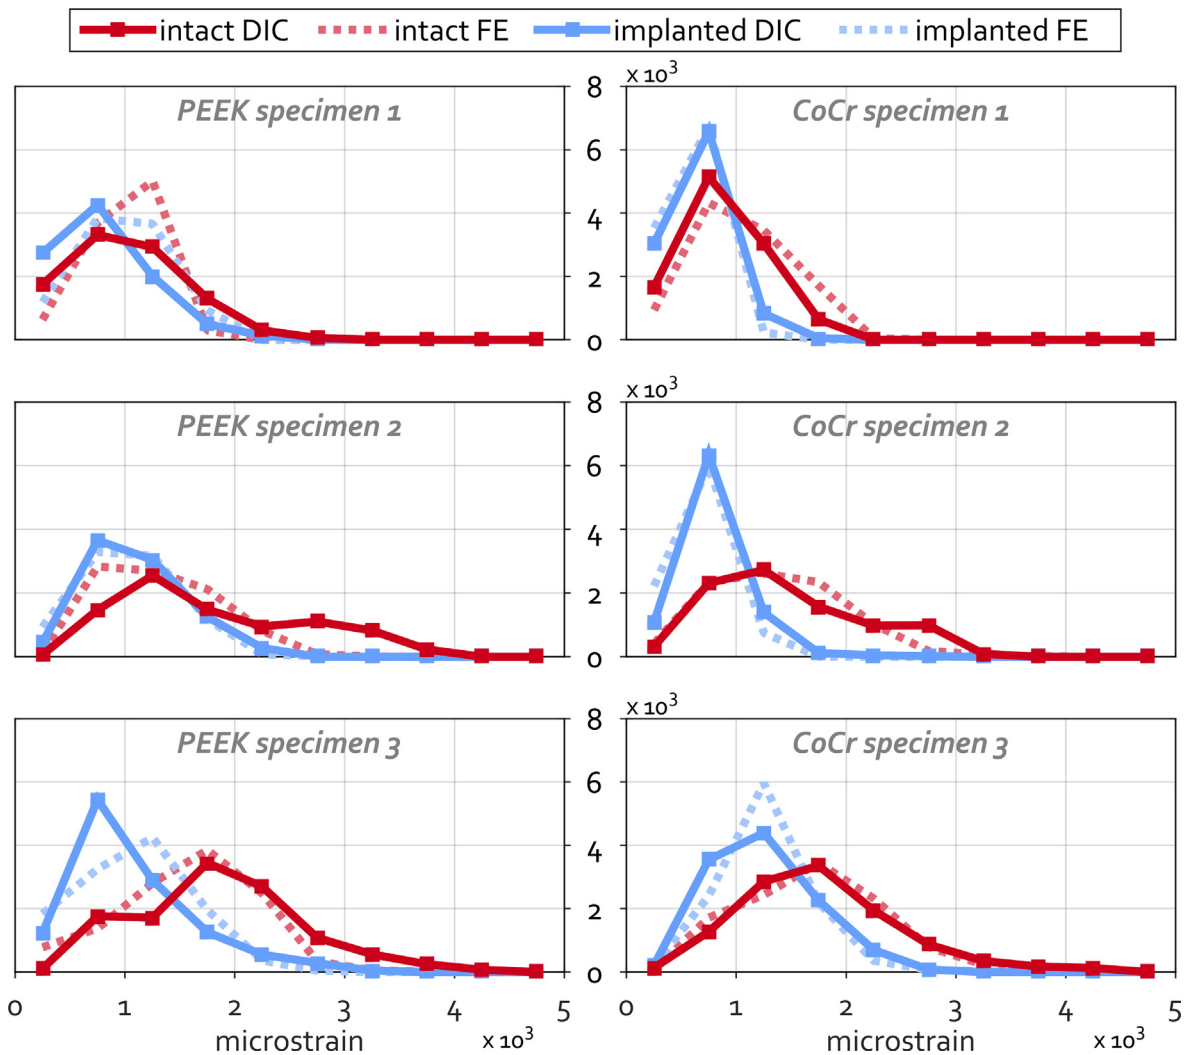 intact DIC intact FE implanted DIC implanted FE
x 10³
PEEK specimen 1 8 CoCr specimen 1
6
4
2
0
x 10³
PEEK specimen 2 8 CoCr specimen 2
6
4
2
0
x 10³
PEEK specimen 3 8 CoCr specimen 3
6
4
2
0
0 1 2 3 4 5 0 1 2 3 4 5
microstrain x 10³ microstrain x 10³